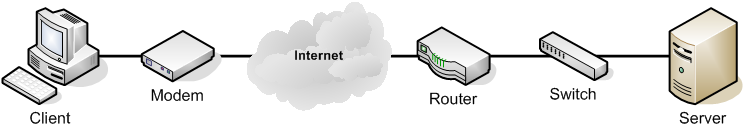 Client
Modem
Internet
Router
Switch
Server